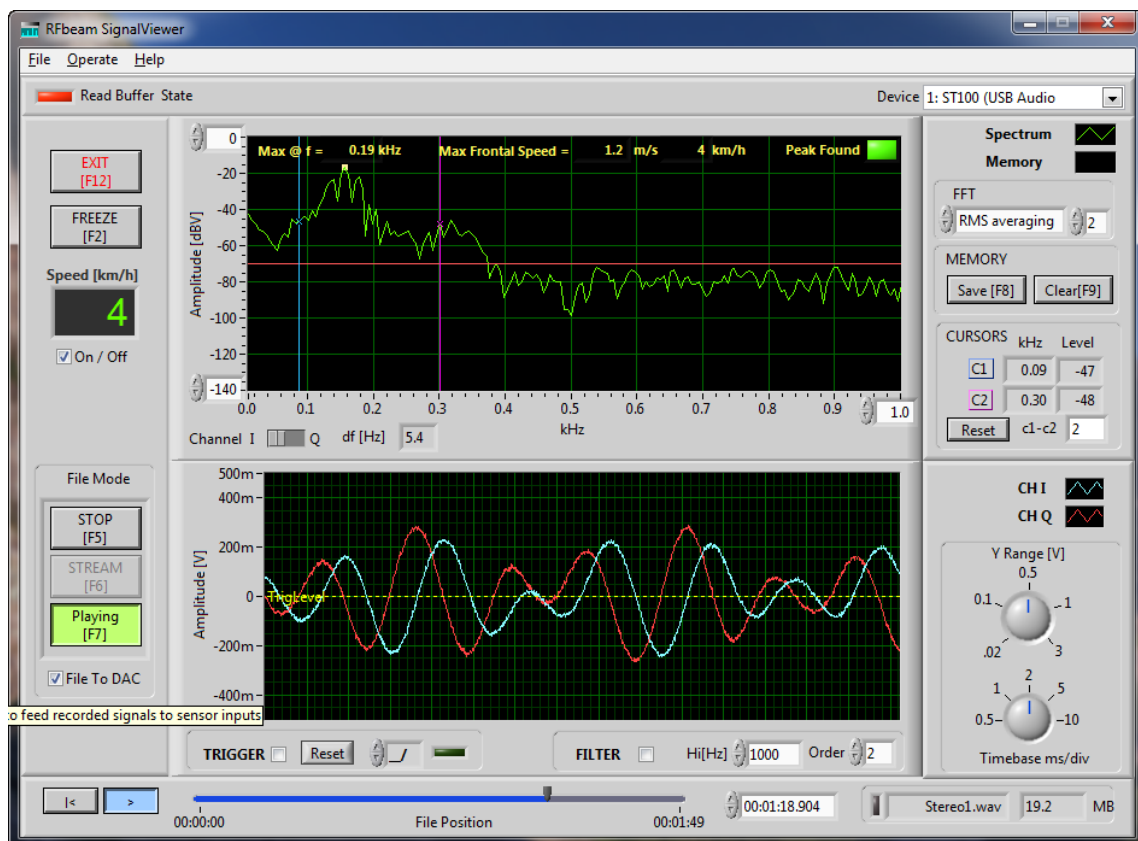 RFbeam SignalViewer
File Operate Help
Read Buffer State
Device 1: ST100 (USB Audio
EXIT
[F12]
FREEZE
[F2]
Speed [km/h]
4
On / Off
Max @ f = 0.19 kHz Max Frontal Speed = 1.2 m/s 4 km/h Peak Found
Amplitude [dBV]
0
-20
-40
-60
-80
-100
-120
-140
0.0 0.1 0.2 0.3 0.4 0.5 0.6 0.7 0.8 0.9 1.0
kHz
Channel I Q df [Hz] 5.4
Spectrum
Memory
FFT
RMS averaging 2
MEMORY
Save [F8] Clear[F9]
CURSORS kHz Level
C1 0.09 -47
C2 0.30 -48
Reset c1-c2 2
File Mode
STOP
[F5]
STREAM
[F6]
Playing
[F7]
File To DAC
o feed recorded signals to sensor inputs
Amplitude [V]
500m
400m
200m
0
-200m
-400m
TrigLevel
TRIGGER Reset
FILTER Hi[Hz] 1000 Order 2
CH I
CH Q
Y Range [V]
0.5
0.1 1
.02 3
2
1 5
0.5 10
Timebase ms/div
|< >
00:00:00 File Position 00:01:49
00:01:18.904
Stereo1.wav 19.2 MB